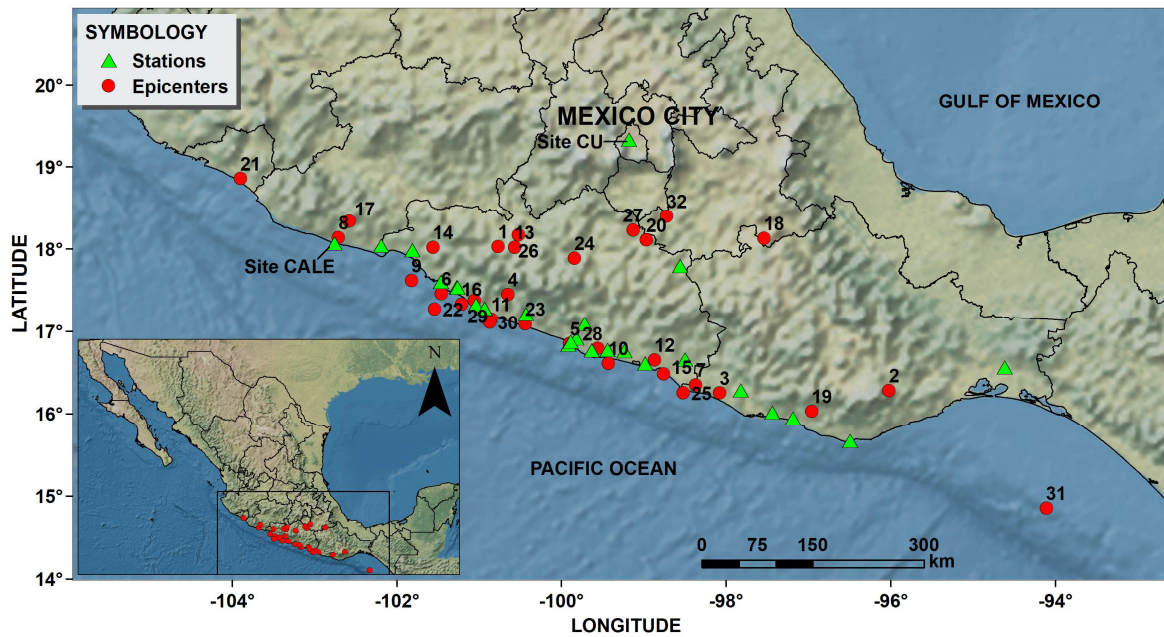 SYMBOLOGY
Stations
Epicenters
20°
19°
18°
17°
16°
15°
14°
LATITUDE
GULF OF MEXICO
MEXICO CITY
Site CU
21
17
8
Site CALE
14
1
13
26
27
32
20
18
24
9
6
16
4
22
29
11
30
23
5
28
10
12
15
7
3
25
19
2
31
N
PACIFIC OCEAN
0 75 150 300
km
-104° -102° -100° -98° -96° -94°
LONGITUDE